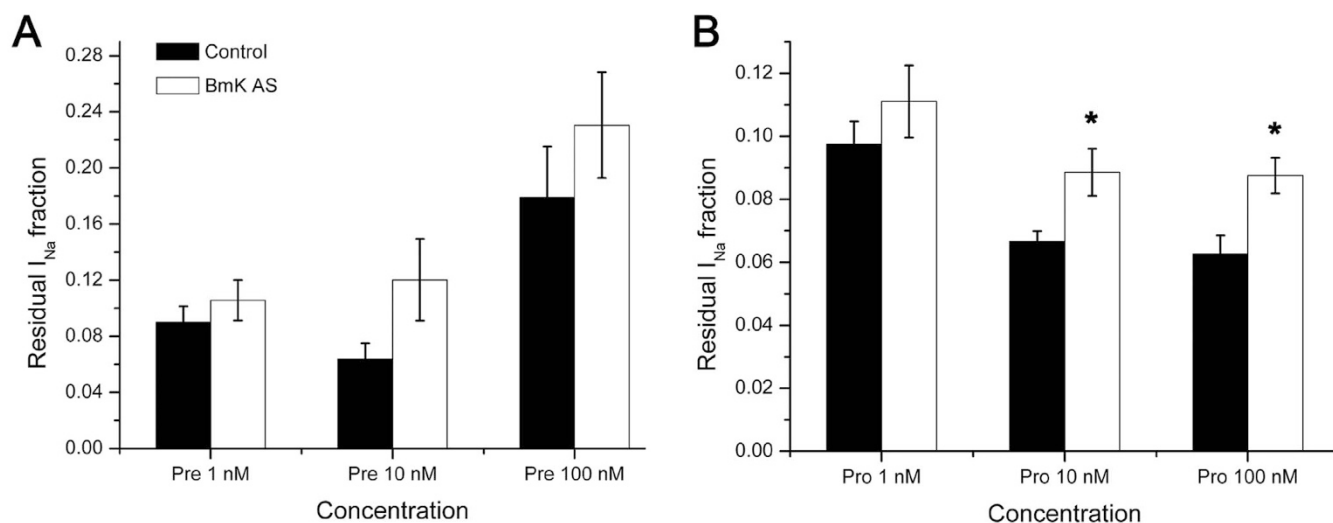 A
Control
BmK AS
Residual I_Na fraction
0.28
0.24
0.20
0.16
0.12
0.08
0.04
0.00
Pre 1 nM Pre 10 nM Pre 100 nM
Concentration
B
Residual I_Na fraction
0.12
0.10
0.08
0.06
0.04
0.02
0.00
* *
Pro 1 nM Pro 10 nM Pro 100 nM
Concentration